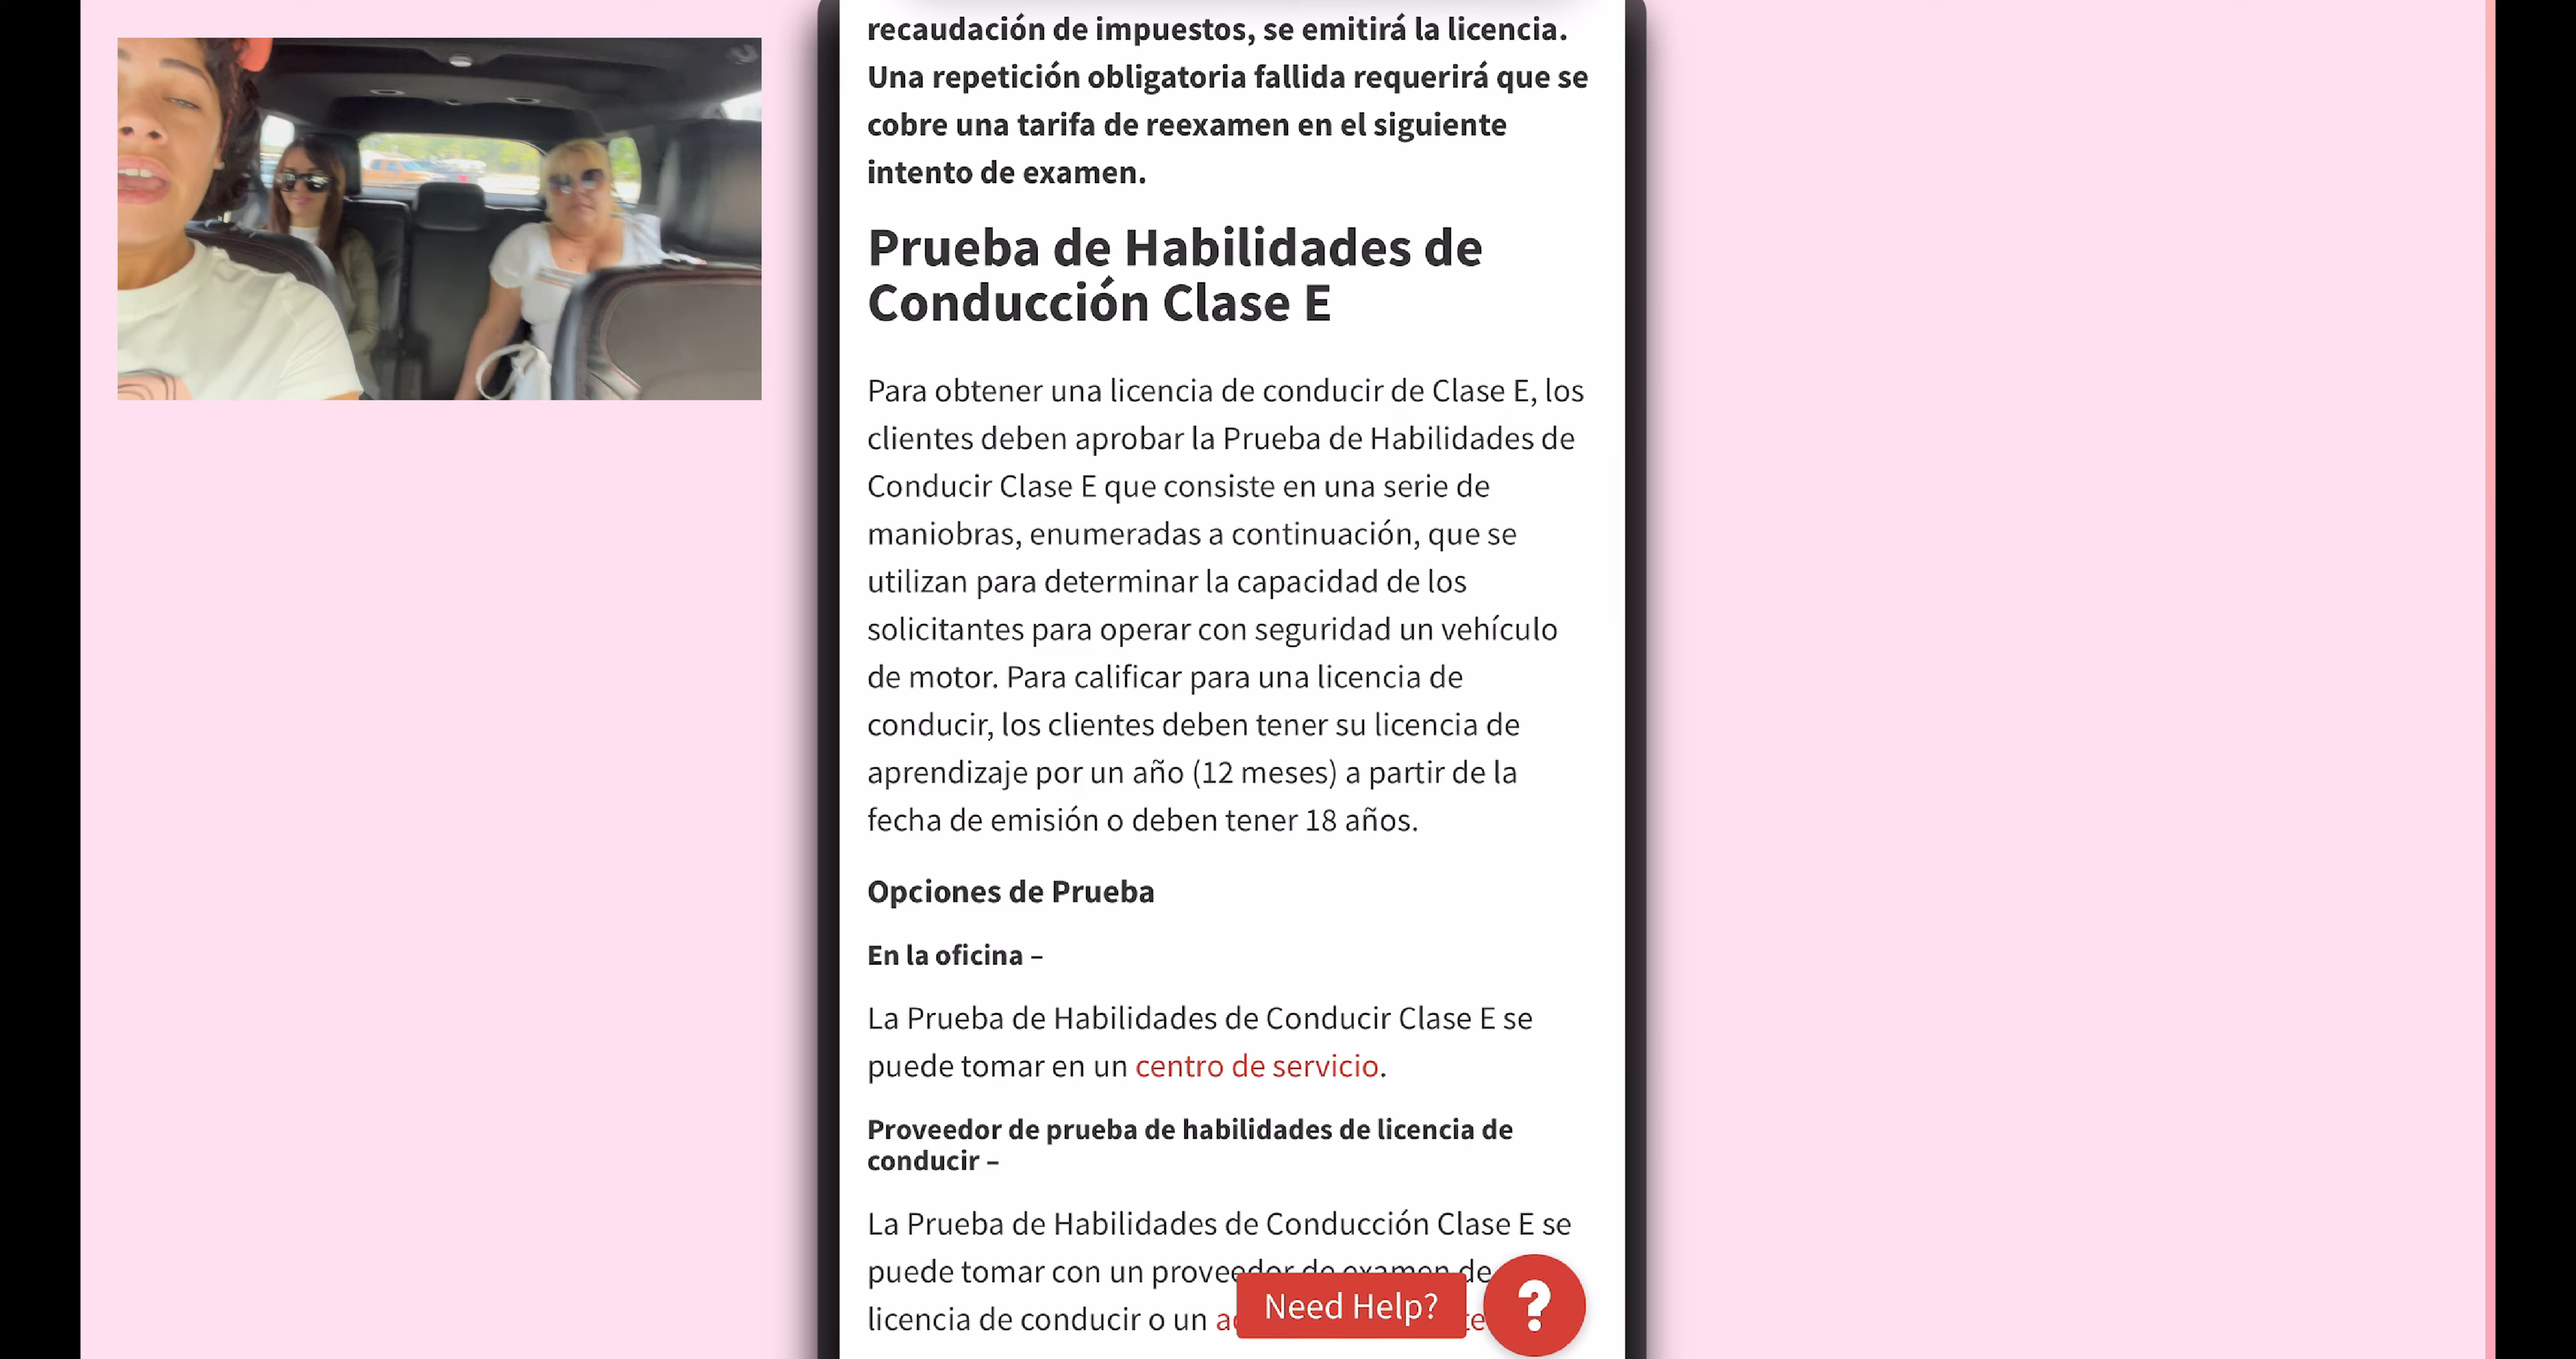 recaudación de impuestos, se emitirá la licencia.
Una repetición obligatoria fallida requerirá que se
cobre una tarifa de reexamen en el siguiente
intento de examen.
Prueba de Habilidades de
Conducción Clase E
Para obtener una licencia de conducir de Clase E, los
clientes deben aprobar la Prueba de Habilidades de
Conducir Clase E que consiste en una serie de
maniobras, enumeradas a continuación, que se
utilizan para determinar la capacidad de los
solicitantes para operar con seguridad un vehículo
de motor. Para calificar para una licencia de
conducir, los clientes deben tener su licencia de
aprendizaje por un año (12 meses) a partir de la
fecha de emisión o deben tener 18 años.
Opciones de Prueba
En la oficina –
La Prueba de Habilidades de Conducir Clase E se
puede tomar en un centro de servicio.
Proveedor de prueba de habilidades de licencia de
conducir –
La Prueba de Habilidades de Conducción Clase E se
puede tomar con un proveedor de examen de
licencia de conducir o un
Need Help? ?